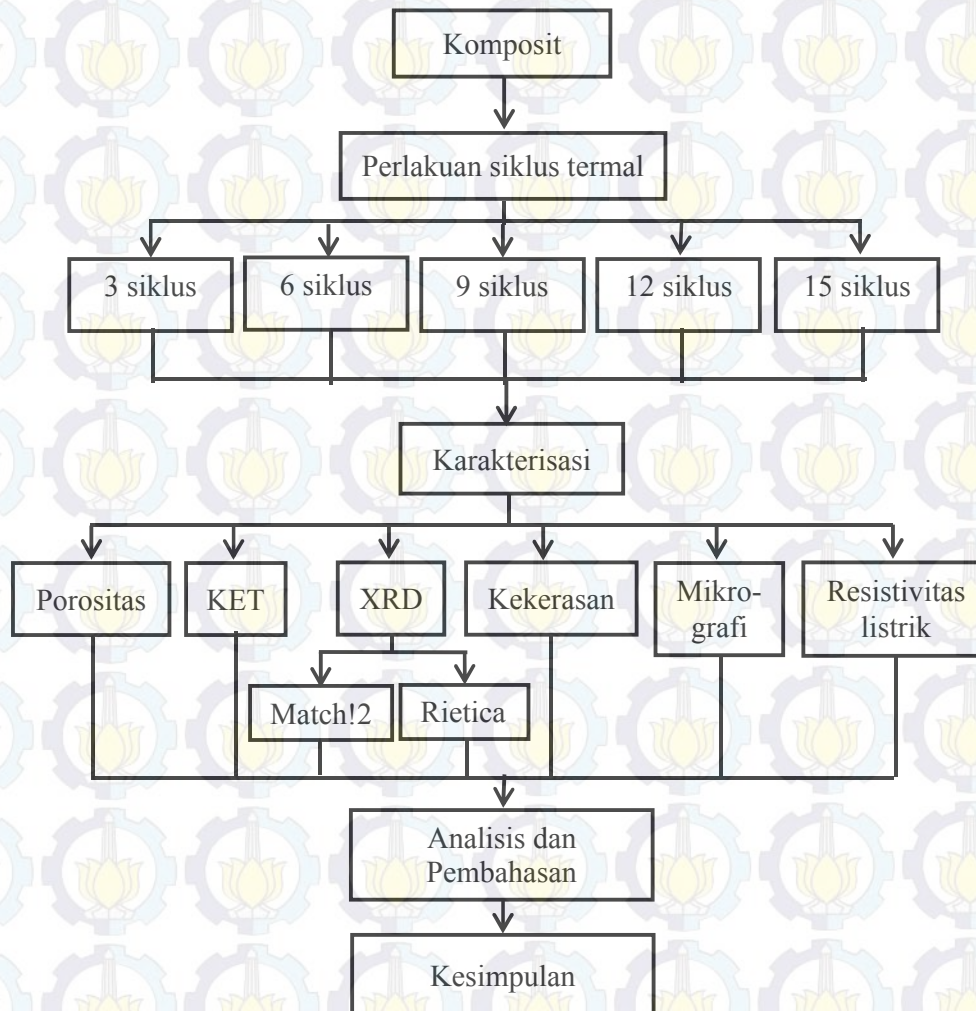 Komposit
Perlakuan siklus termal
3 siklus
6 siklus
9 siklus
12 siklus
15 siklus
Karakterisasi
Porositas
KET
XRD
Kekerasan
Mikro-
grafi
Resistivitas
listrik
Match!2
Rietica
Analisis dan
Pembahasan
Kesimpulan